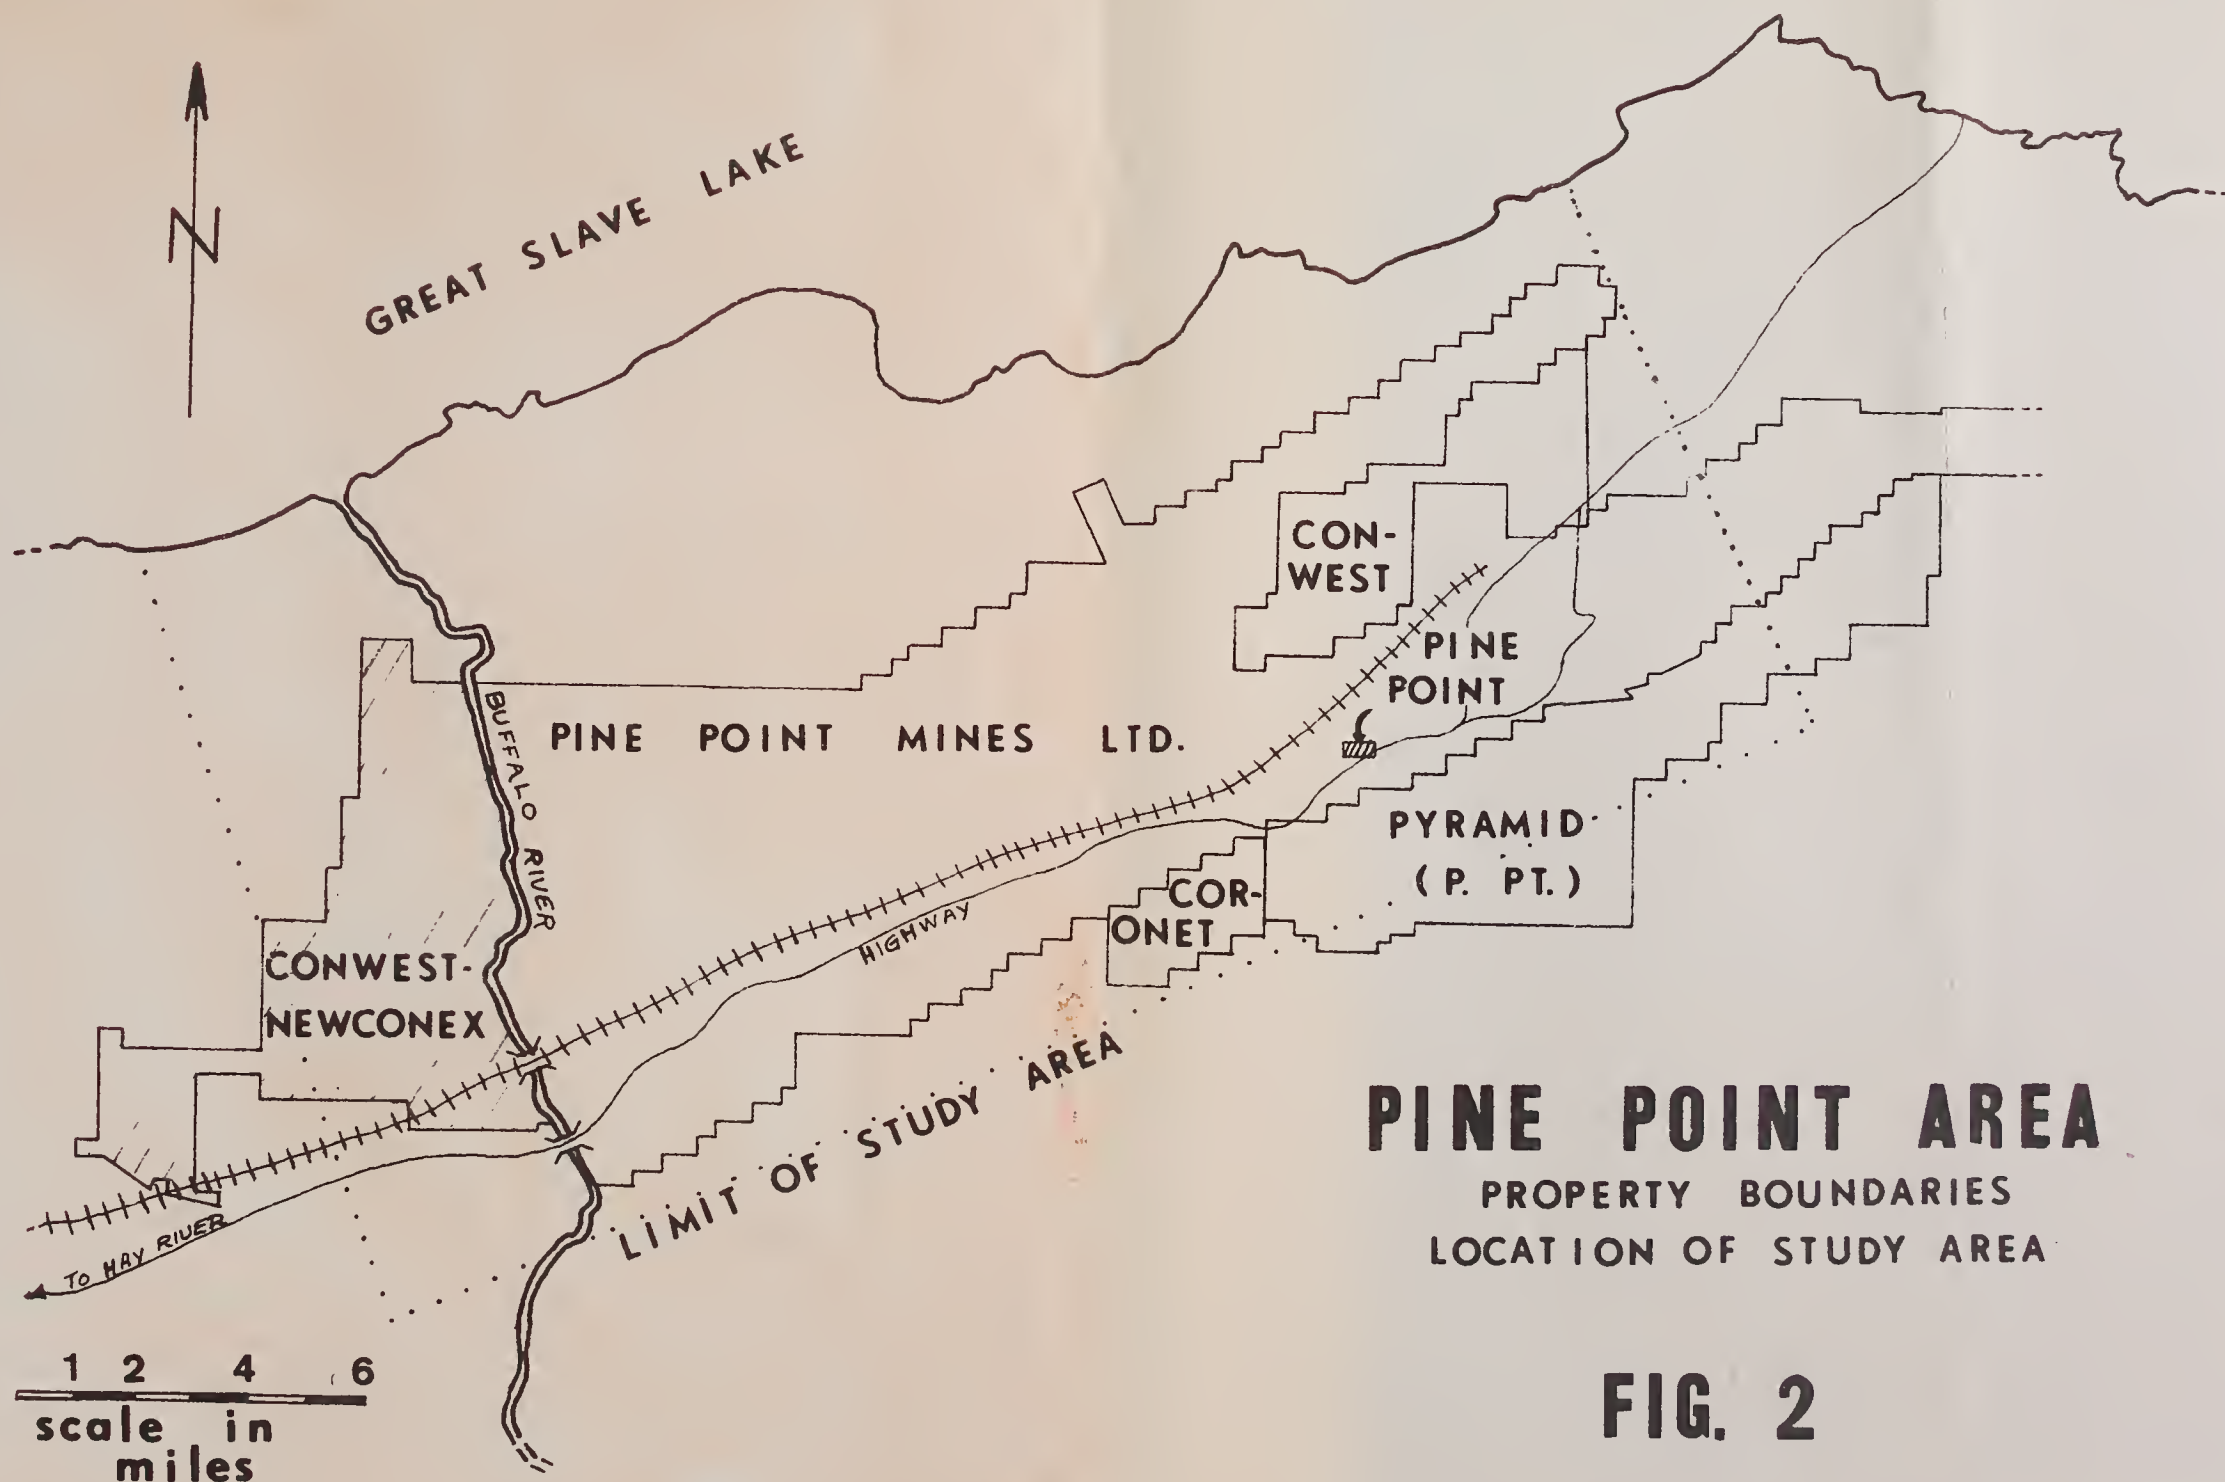 N
GREAT SLAVE LAKE
CON-
WEST
PINE
POINT
BUFFALO RIVER
PINE POINT MINES LTD.
PYRAMID
(P. PT.)
COR-
ONET
HIGHWAY
CONWEST-
NEWCONEX
LIMIT OF STUDY AREA
TO HAY RIVER
PINE POINT AREA
PROPERTY BOUNDARIES
LOCATION OF STUDY AREA
1 2 4 6
scale in
miles
FIG. 2